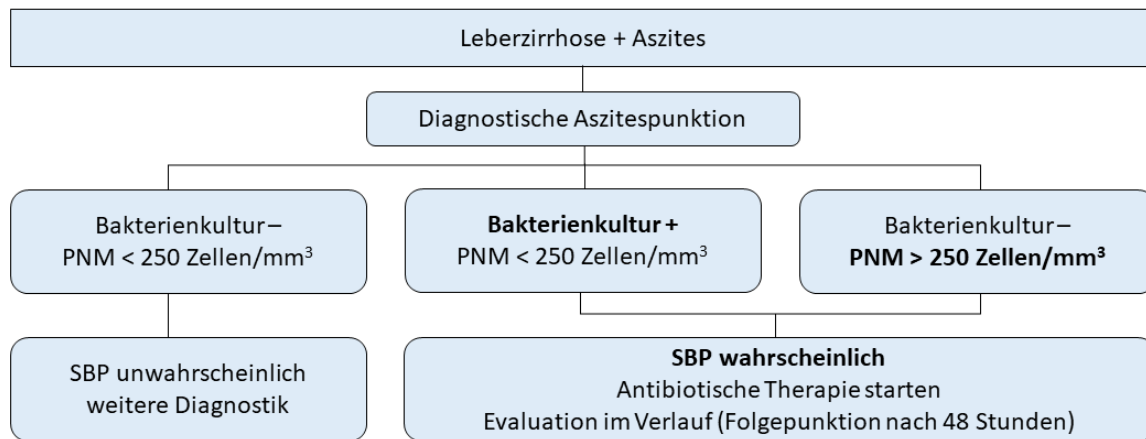 Leberzirrhose + Aszites
Diagnostische Aszitespunktion
Bakterienkultur –
PNM < 250 Zellen/mm³
Bakterienkultur +
PNM < 250 Zellen/mm³
Bakterienkultur –
PNM > 250 Zellen/mm³
SBP unwahrscheinlich
weitere Diagnostik
SBP wahrscheinlich
Antibiotische Therapie starten
Evaluation im Verlauf (Folgepunktion nach 48 Stunden)